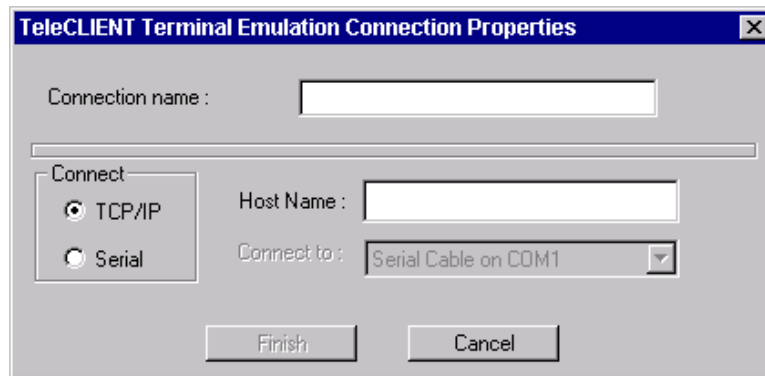 TeleCLIENT Terminal Emulation Connection Properties
Connection name :
Connect
TCP/IP
Host Name :
Serial
Connect to :
Serial Cable on COM1
Finish
Cancel